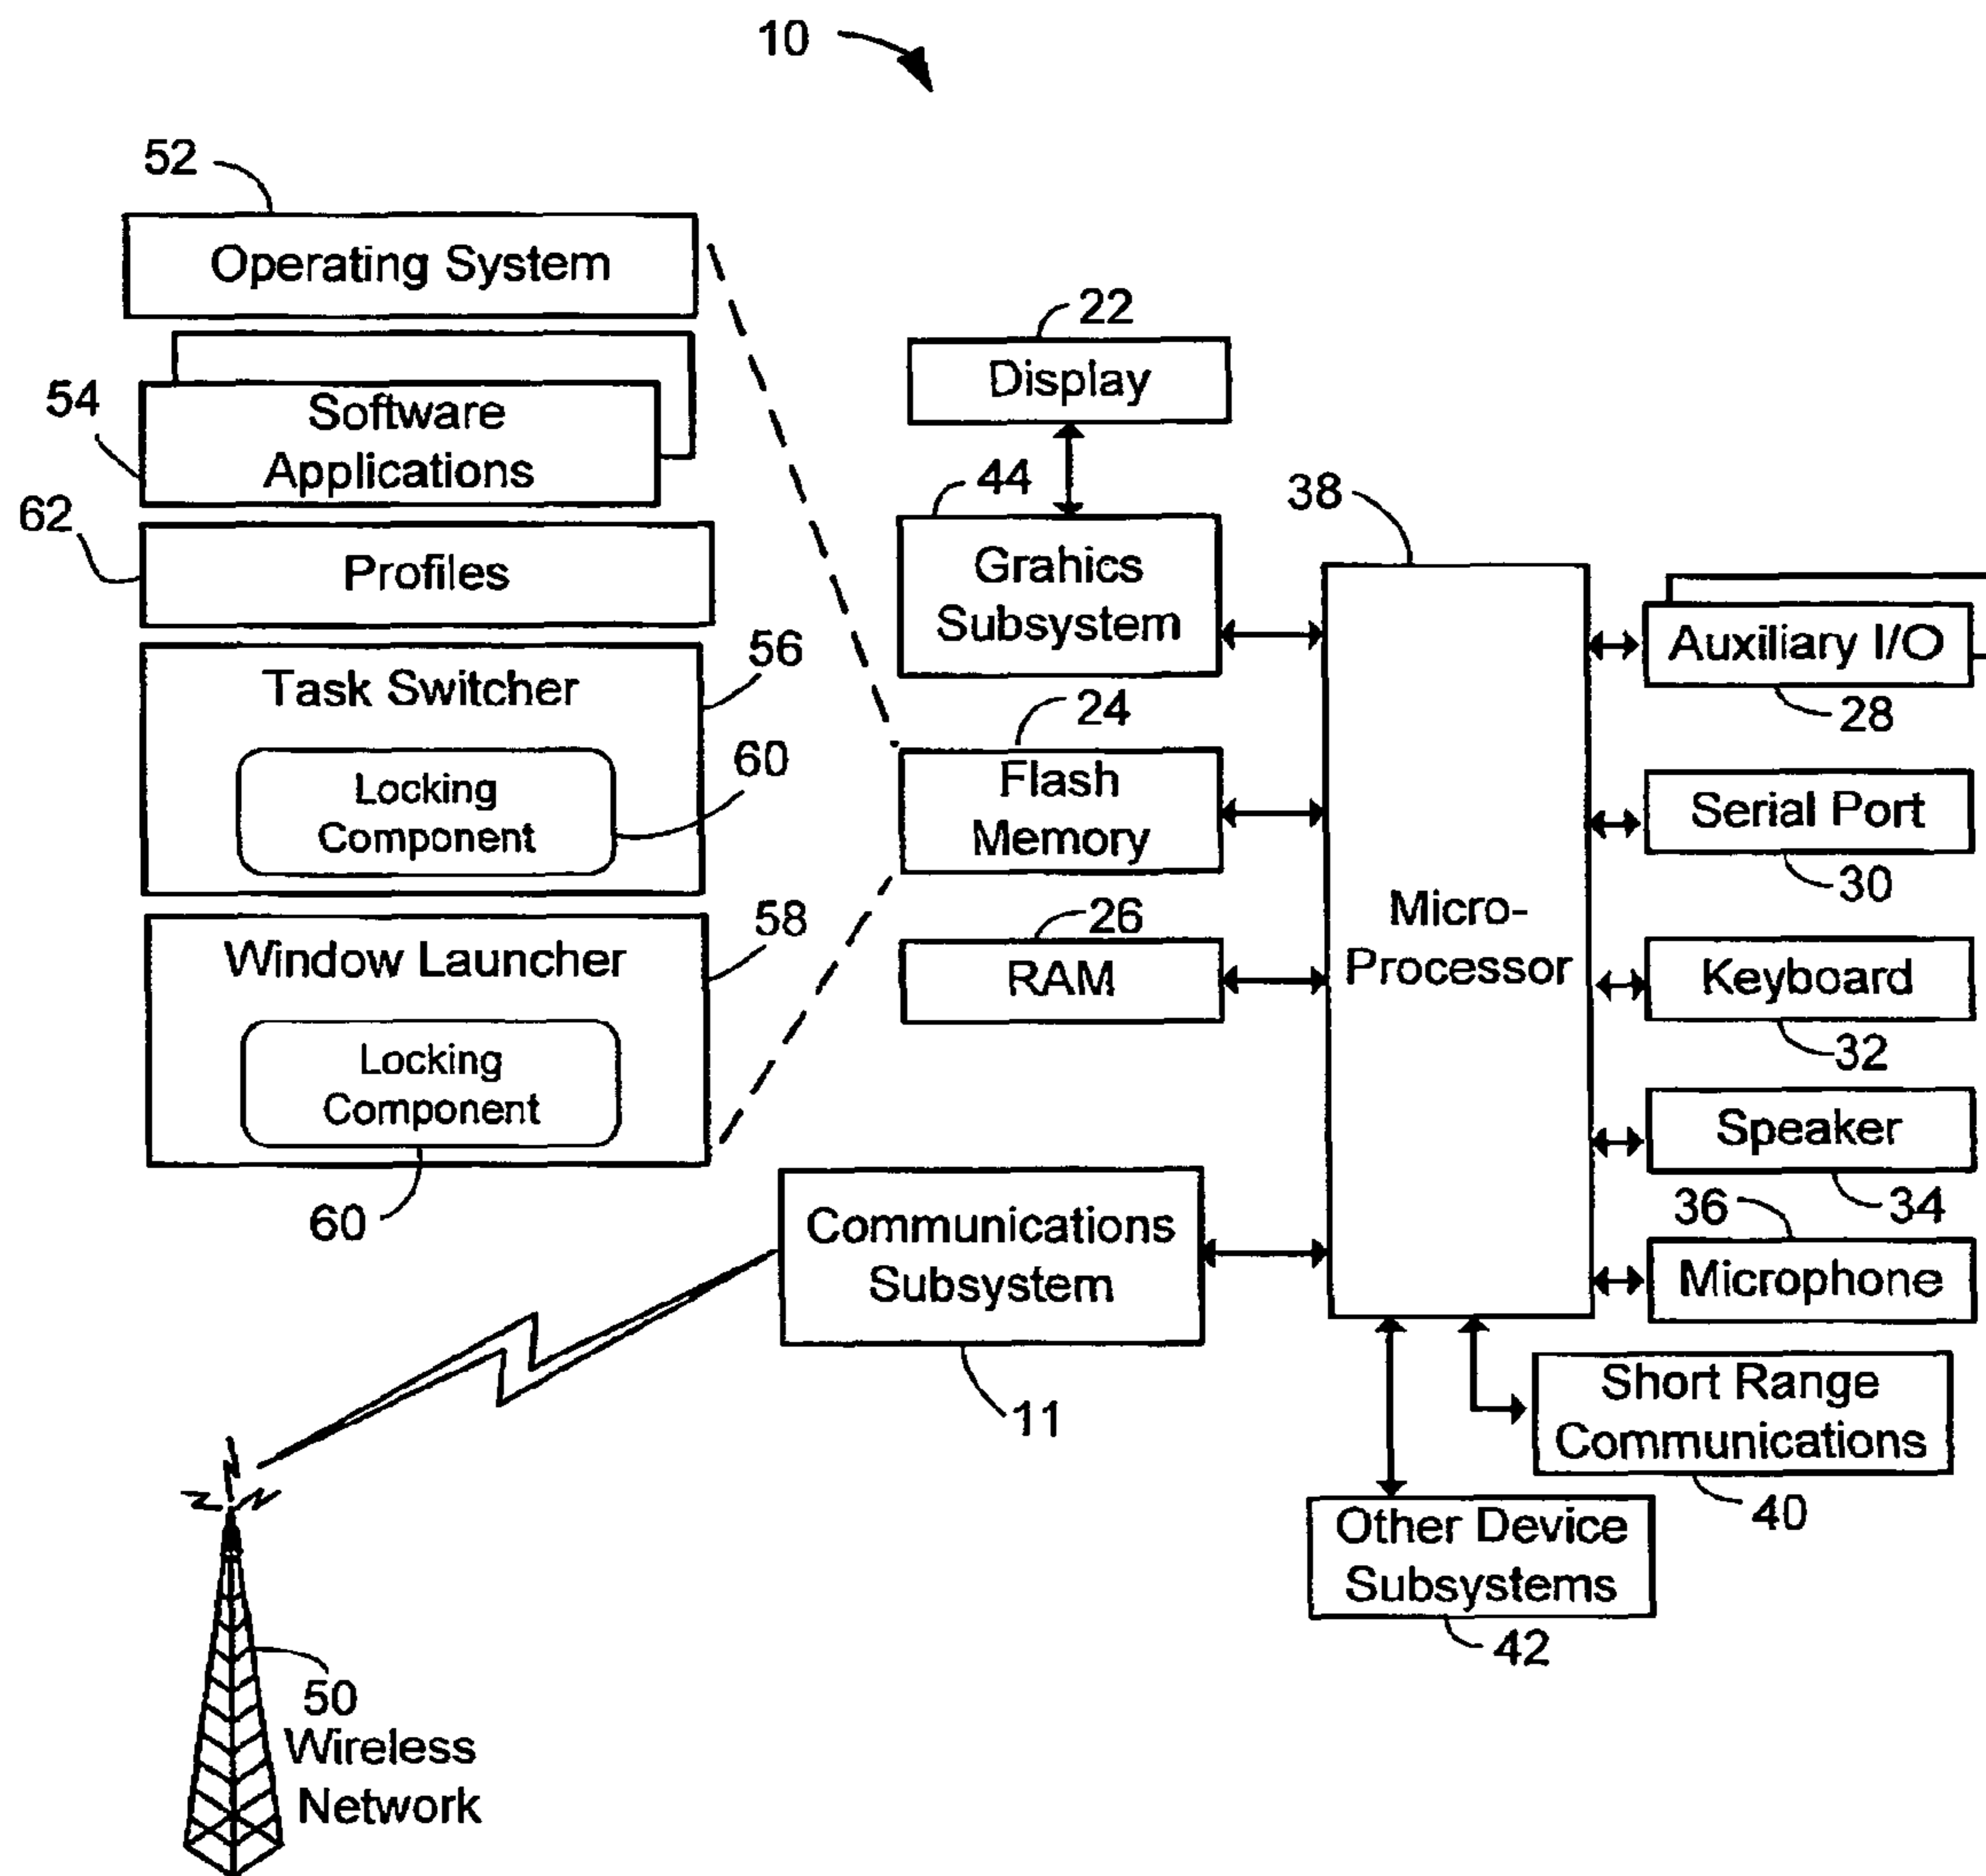 10
52
Operating System
54
Software
Applications
62
Profiles
56
Task Switcher
60
Locking
Component
58
Window Launcher
Locking
Component
60
22
Display
44
Grahics
Subsystem
24
Flash
Memory
26
RAM
Communications
Subsystem
11
38
Micro-
Processor
Auxiliary I/O
28
Serial Port
30
Keyboard
32
Speaker
34
36
Microphone
Short Range
Communications
40
Other Device
Subsystems
42
50
Wireless
Network